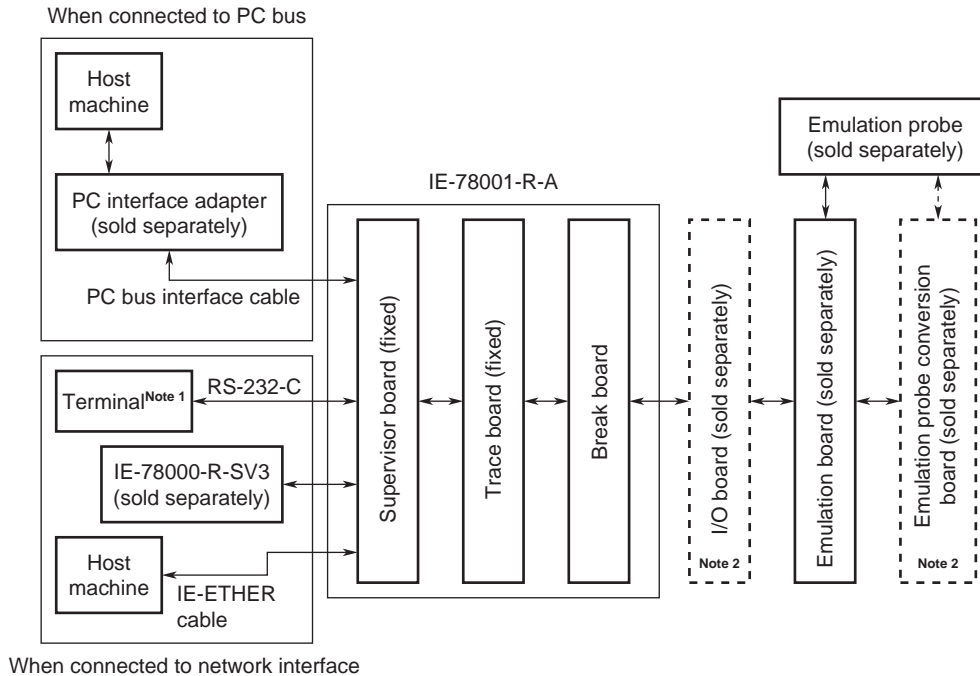 When connected to PC bus
Host
machine
PC interface adapter
(sold separately)
PC bus interface cable
Terminal Note 1
RS-232-C
IE-78000-R-SV3
(sold separately)
Host
machine
IE-ETHER
cable
When connected to network interface
IE-78001-R-A
Supervisor board (fixed)
Trace board (fixed)
Break board
I/O board (sold separately)
Note 2
Emulation board (sold separately)
Emulation probe
(sold separately)
Emulation probe conversion
board (sold separately)
Note 2